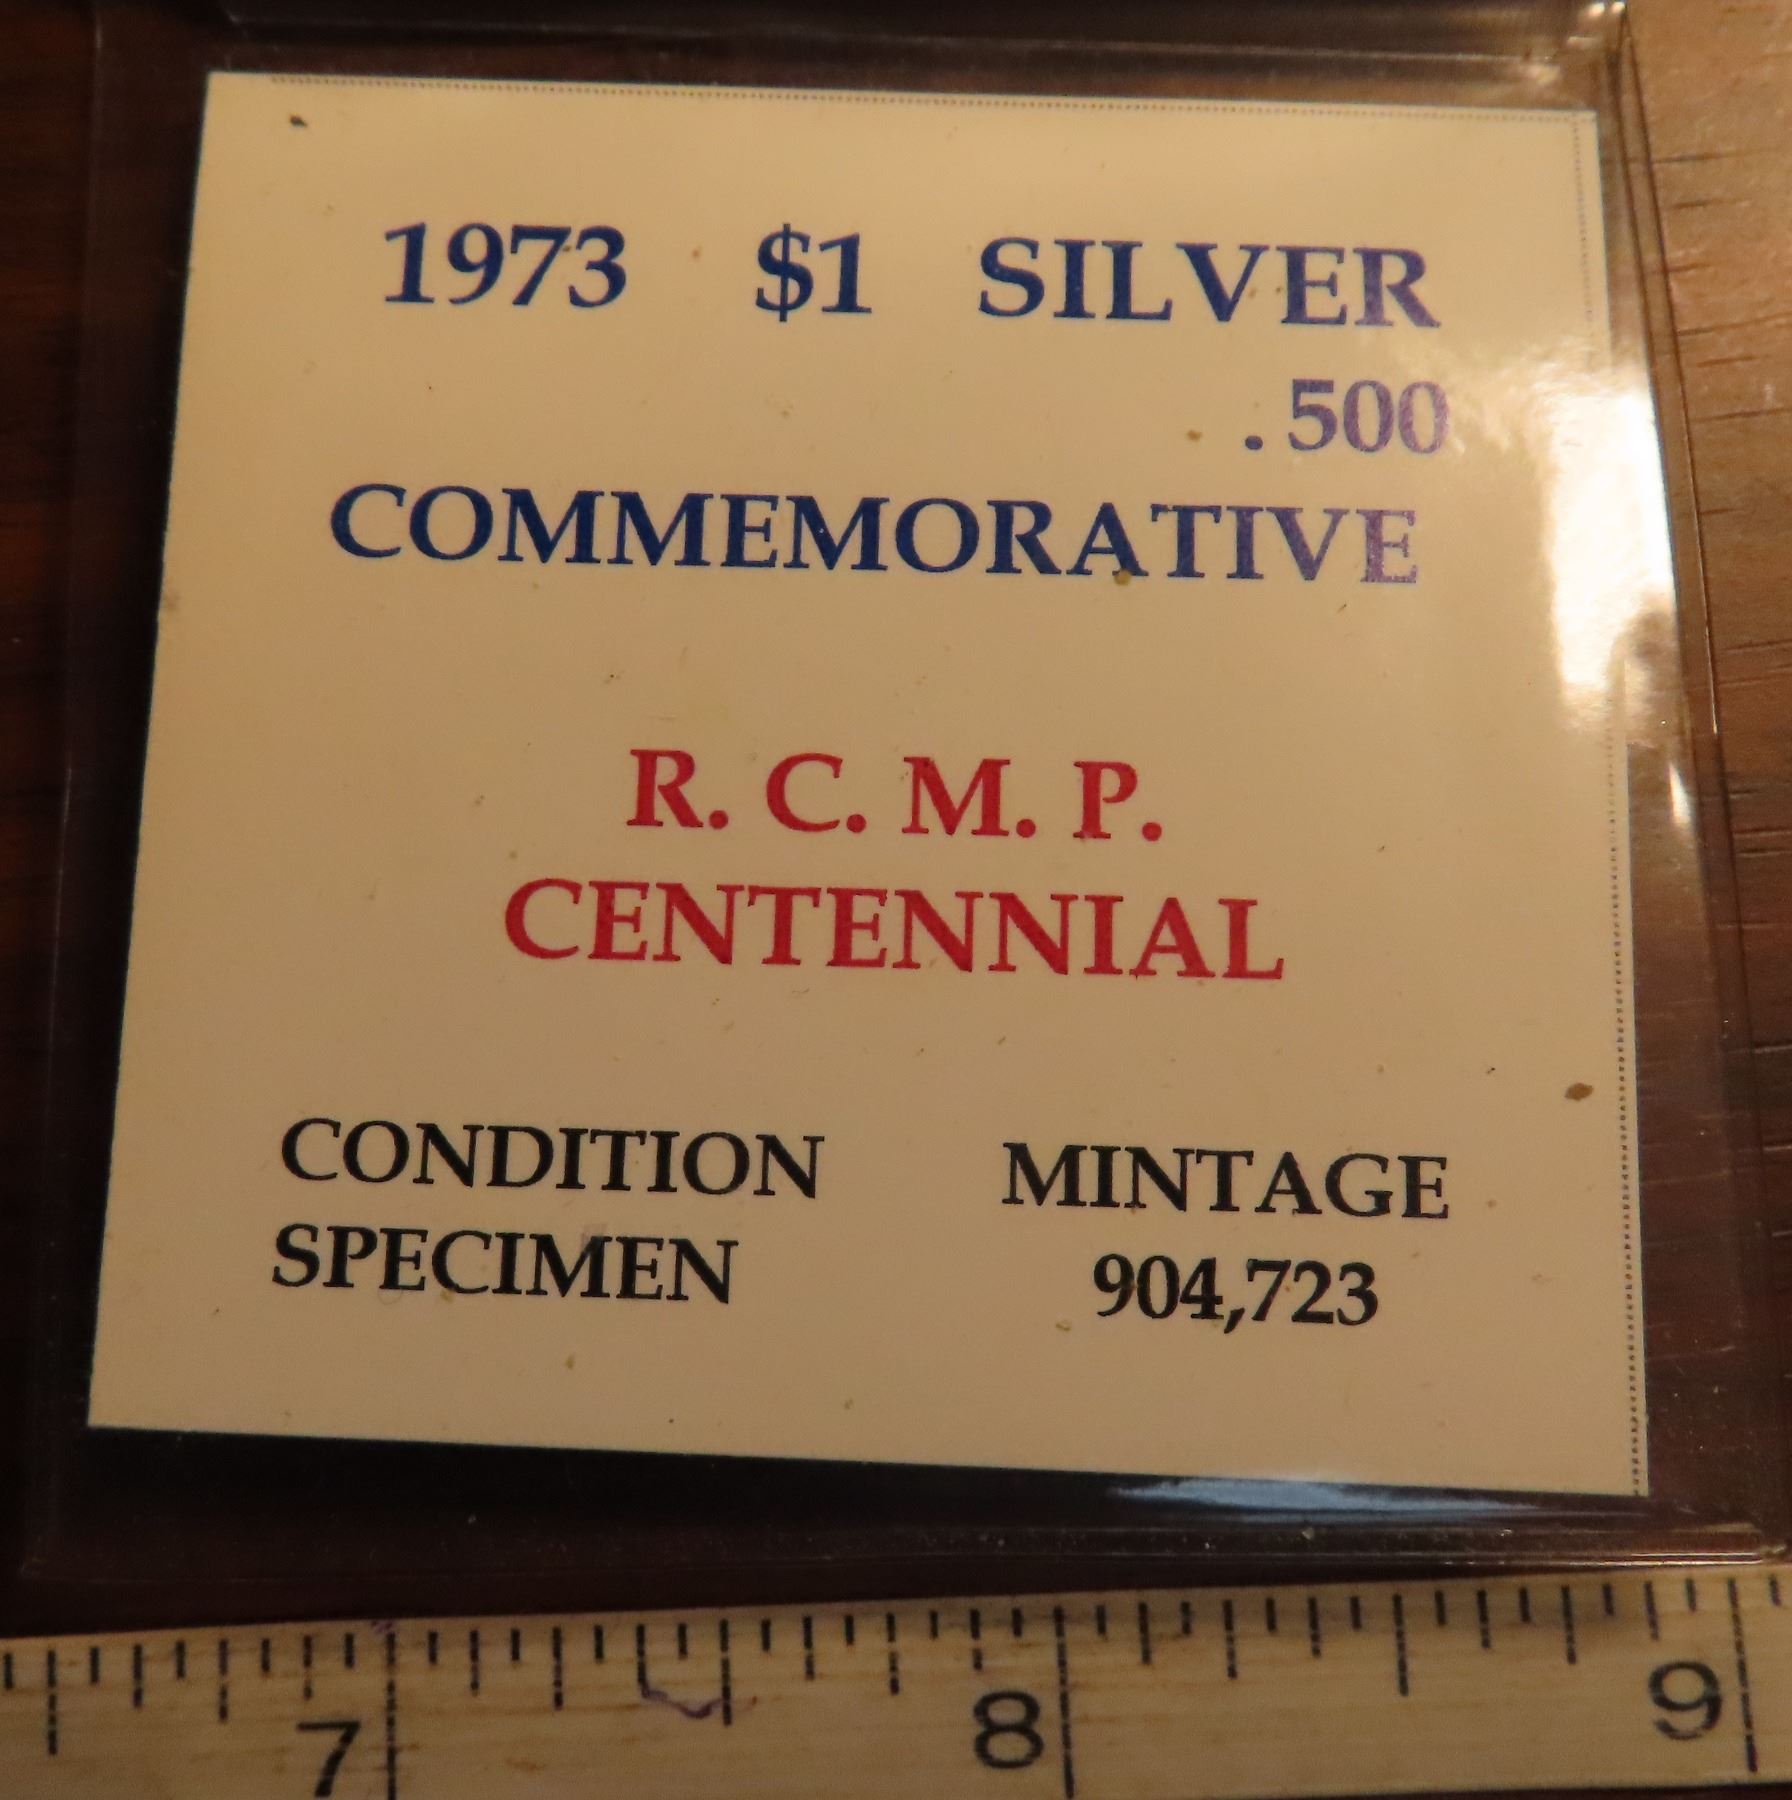 1973 $1 SILVER
.500
COMMEMORATIVE
R. C. M. P.
CENTENNIAL
CONDITION MINTAGE
SPECIMEN 904,723
7 8 9